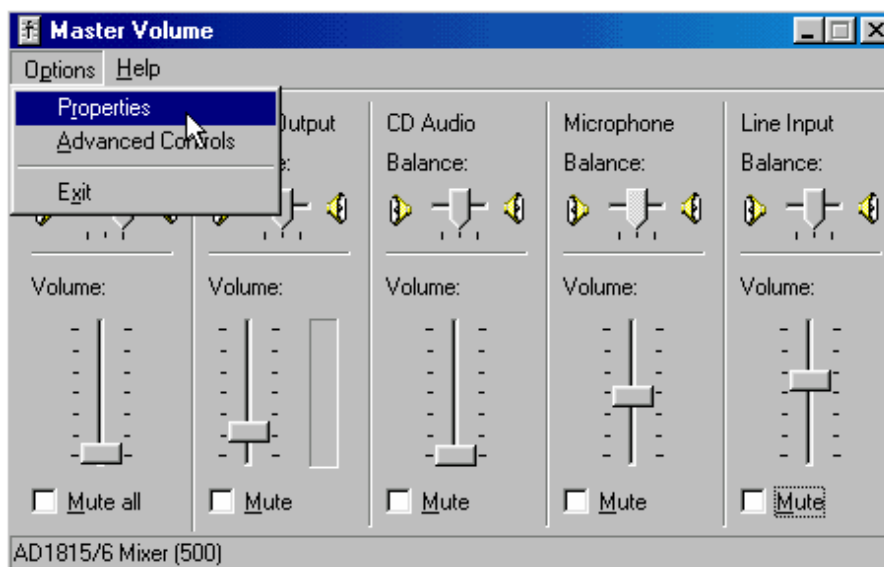 Master Volume
Options Help
Properties
Advanced Controls
Exit
Output CD Audio Microphone Line Input
Balance: Balance: Balance:
Volume: Volume: Volume: Volume: Volume:
Mute all Mute Mute Mute Mute
AD1815/6 Mixer (500)